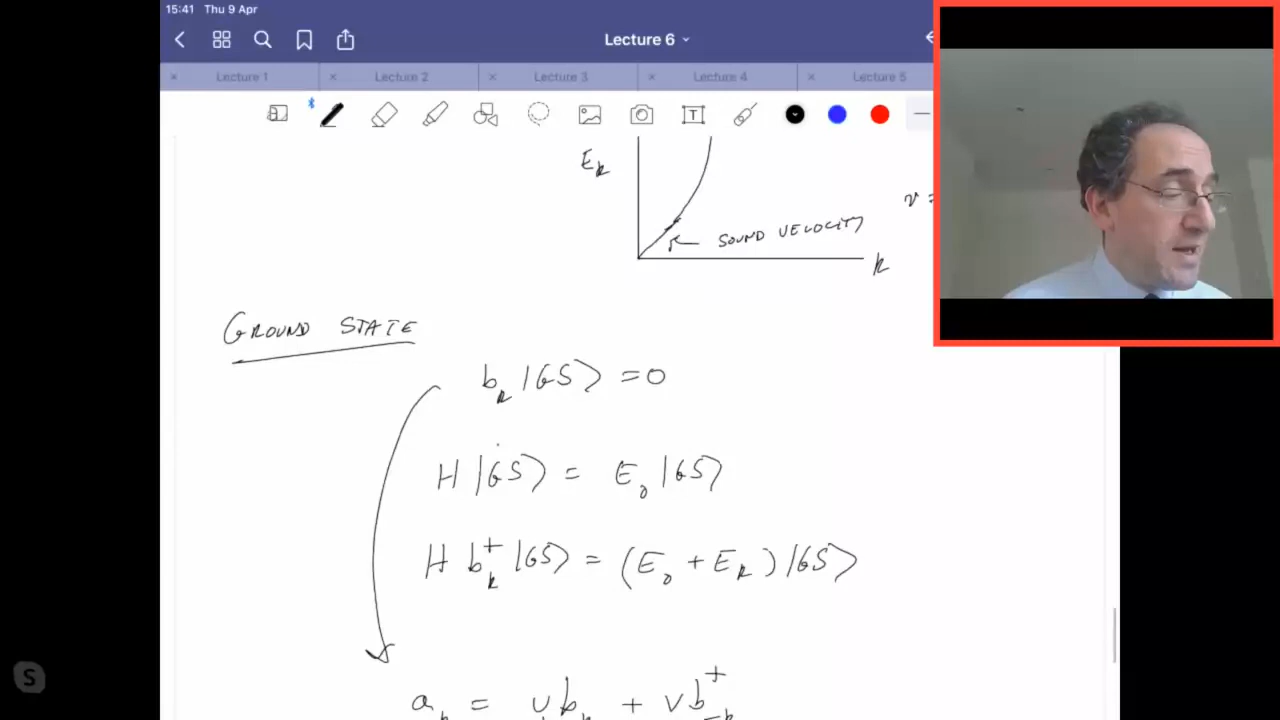 15:41 Thu 9 Apr
Lecture 6
Lecture 1 Lecture 2 Lecture 3 Lecture 4 Lecture 5
T
E_k
v =
SOUND VELOCITY
k
GROUND STATE
b_k |GS⟩ = 0
H |GS⟩ = E_0 |GS⟩
H b_k^+ |GS⟩ = (E_0 + E_k) |GS⟩
a_k = u b_k + v b_{-k}^+
S